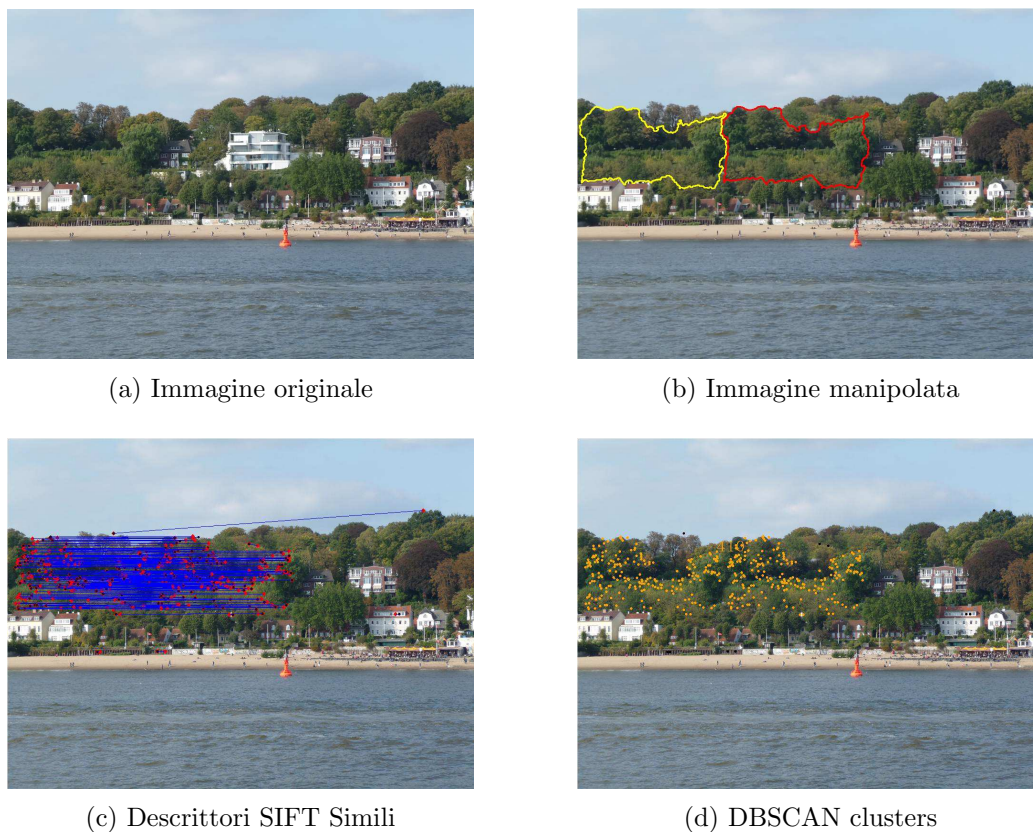 (a) Immagine originale
(b) Immagine manipolata
(c) Descrittori SIFT Simili
(d) DBSCAN clusters